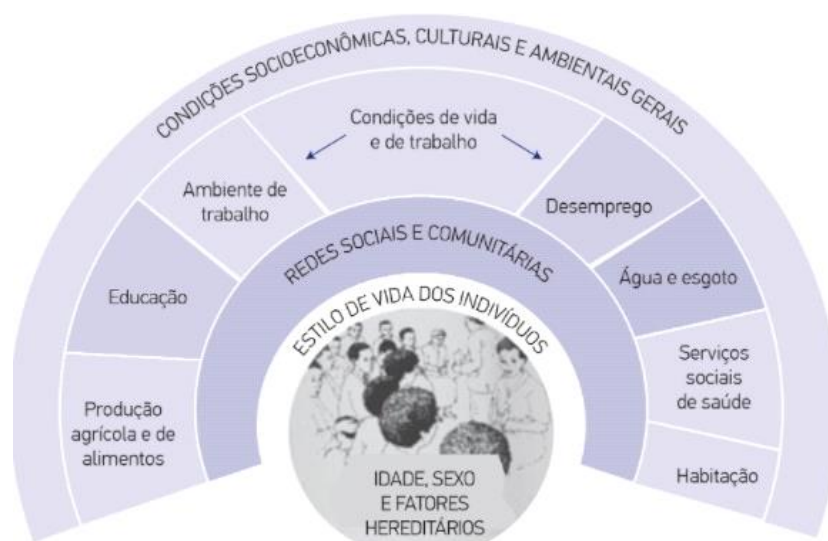 CONDIÇÕES SOCIOECONÔMICAS, CULTURAIS E AMBIENTAIS GERAIS
Condições de vida
e de trabalho
Ambiente de
trabalho
Desemprego
Educação
Água e esgoto
Produção
agrícola e de
alimentos
Serviços
sociais
de saúde
Habitação
REDES SOCIAIS E COMUNITÁRIAS
ESTILO DE VIDA DOS INDIVÍDUOS
IDADE, SEXO
E FATORES
HEREDITÁRIOS